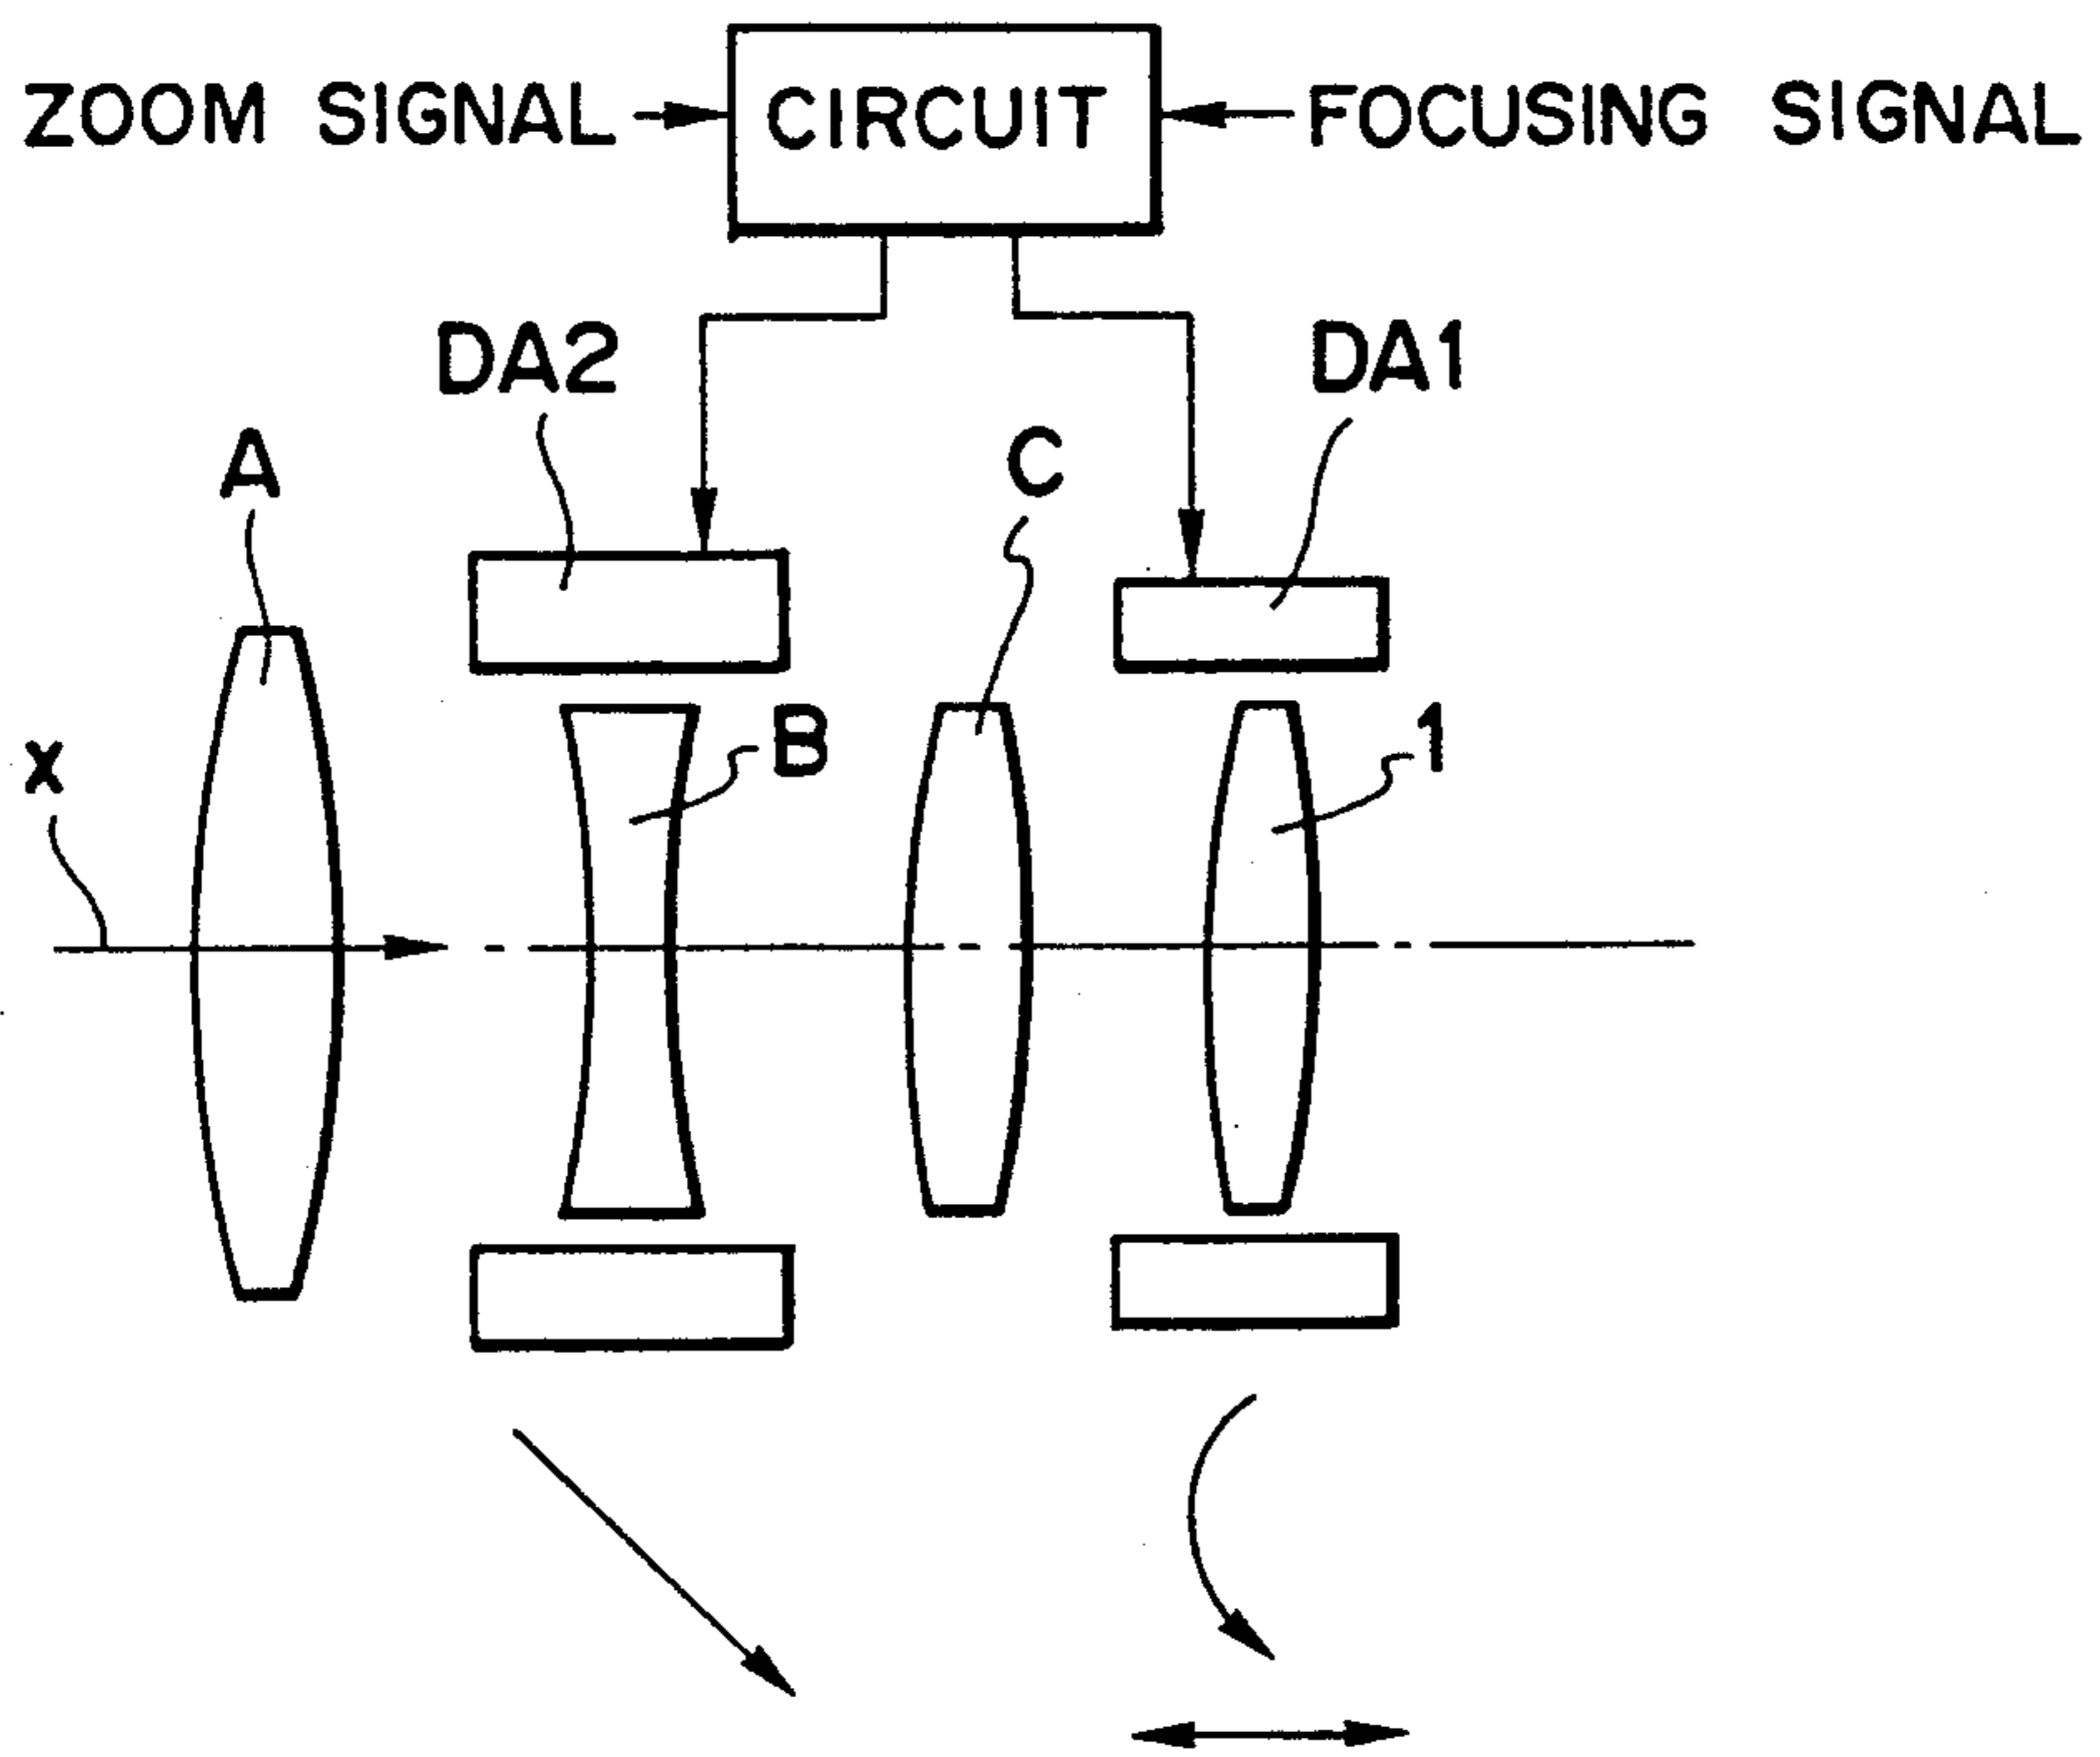 ZOOM SIGNAL
CIRCUIT
FOCUSING SIGNAL
DA2
DA1
A
C
B
1
X